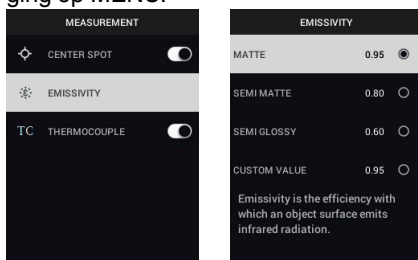 MEASUREMENT
CENTER SPOT
EMISSIVITY
TC THERMOCOUPLE
EMISSIVITY
MATTE 0.95
SEMI MATTE 0.80
SEMI GLOSSY 0.60
CUSTOM VALUE 0.95
Emissivity is the efficiency with
which an object surface emits
infrared radiation.